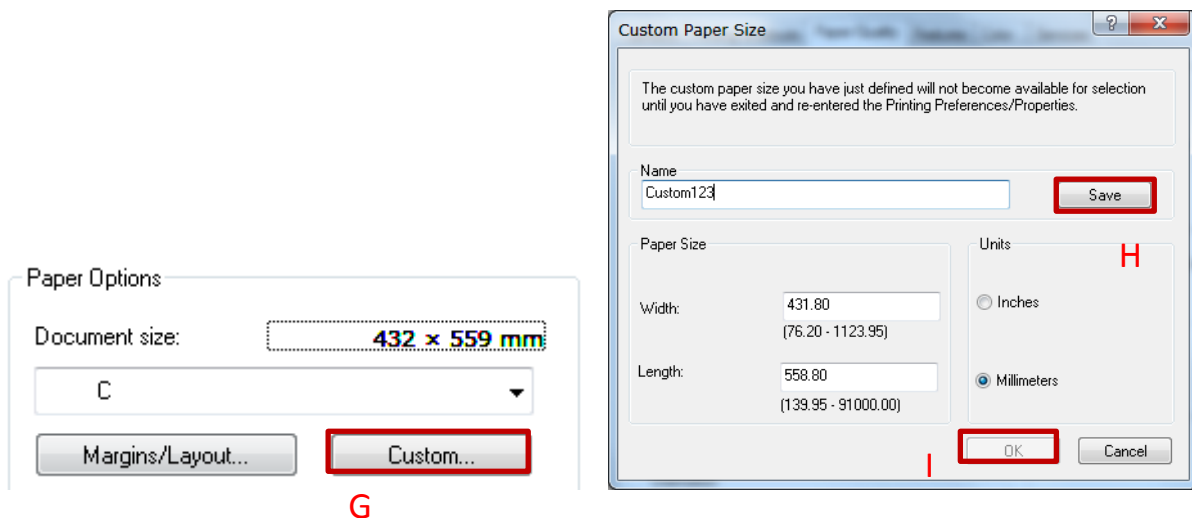 Paper Options
Document size: 432 × 559 mm
C
Margins/Layout... Custom...
G
Custom Paper Size
The custom paper size you have just defined will not become available for selection
until you have exited and re-entered the Printing Preferences/Properties.
Name
Custom123 Save
H
Paper Size
Width: 431.80
(76.20 - 1123.95)
Length: 558.80
(139.95 - 91000.00)
Units
Inches
Millimeters
I
OK Cancel